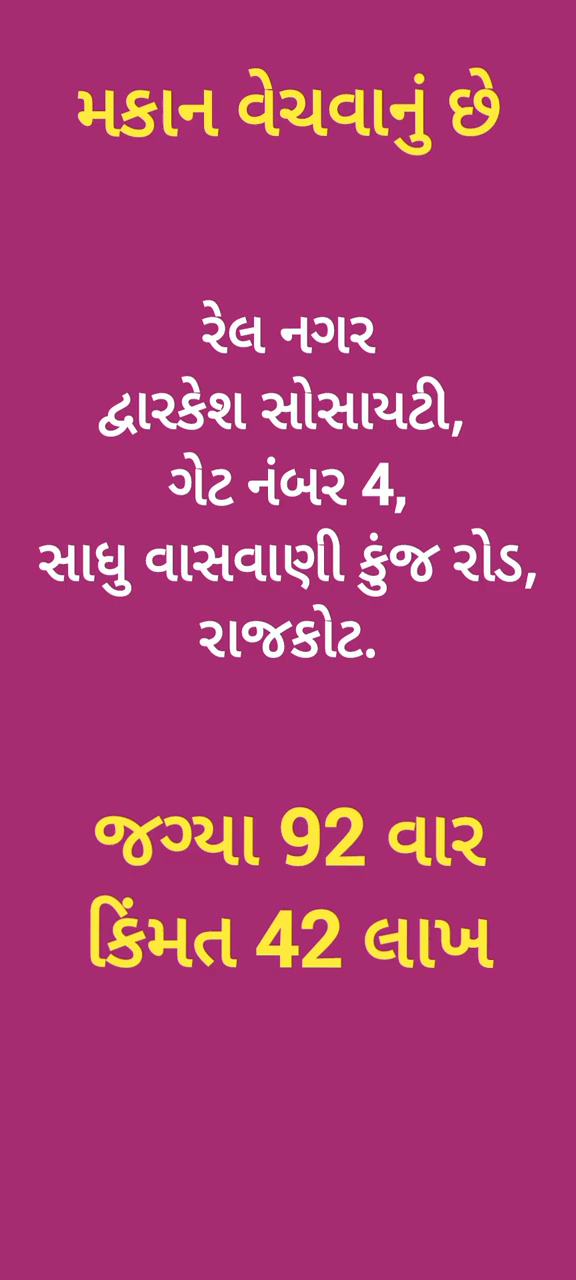 મકાન વેચવાનું છે
રેલ નગર
દ્વારકેશ સોસાયટી,
ગેટ નંબર 4,
સાધુ વાસવાણી કુંજ રોડ,
રાજકોટ.
જગ્યા 92 વાર
કિંમત 42 લાખ